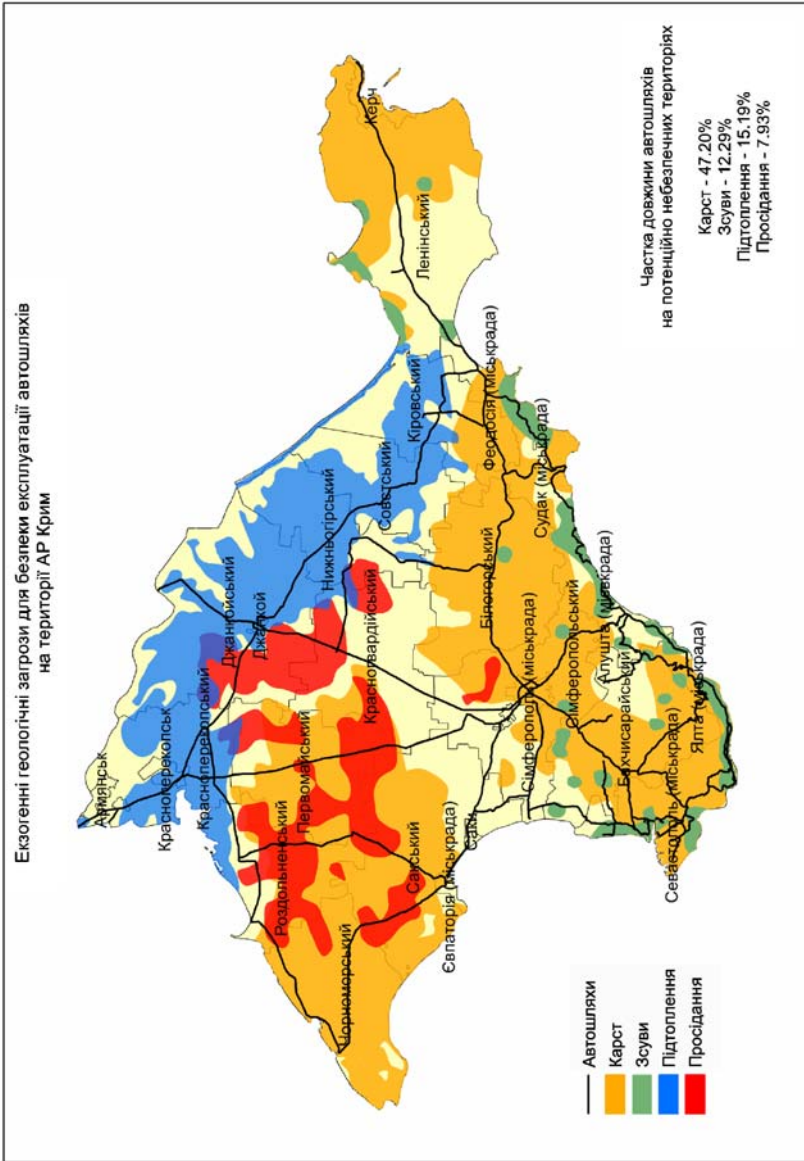 Екзогенні геологічні загрози для безпеки експлуатації автошляхів
на території АР Крим
Армянськ
Красноперекопськ
Красноперекопський
Джанкойський
Джанкой
Роздольненський
Первомайський
Нижньогірський
Чорноморський
Красногвардійський
Совєтський
Сакський
Кіровський
Ленінський
Керч
Євпаторія (міськрада)
Саки
Білогорський
Феодосія (міськрада)
Сімферополь (міськрада)
Судак (міськрада)
Сімферопольський
Алушта (міськрада)
Бахчисарайський
Севастополь (міськрада)
Ялта (міськрада)
Автошляхи
Карст
Зсуви
Підтоплення
Просідання
Частка довжини автошляхів
на потенційно небезпечних територіях
Карст - 47.20%
Зсуви - 12.29%
Підтоплення - 15.19%
Просідання - 7.93%